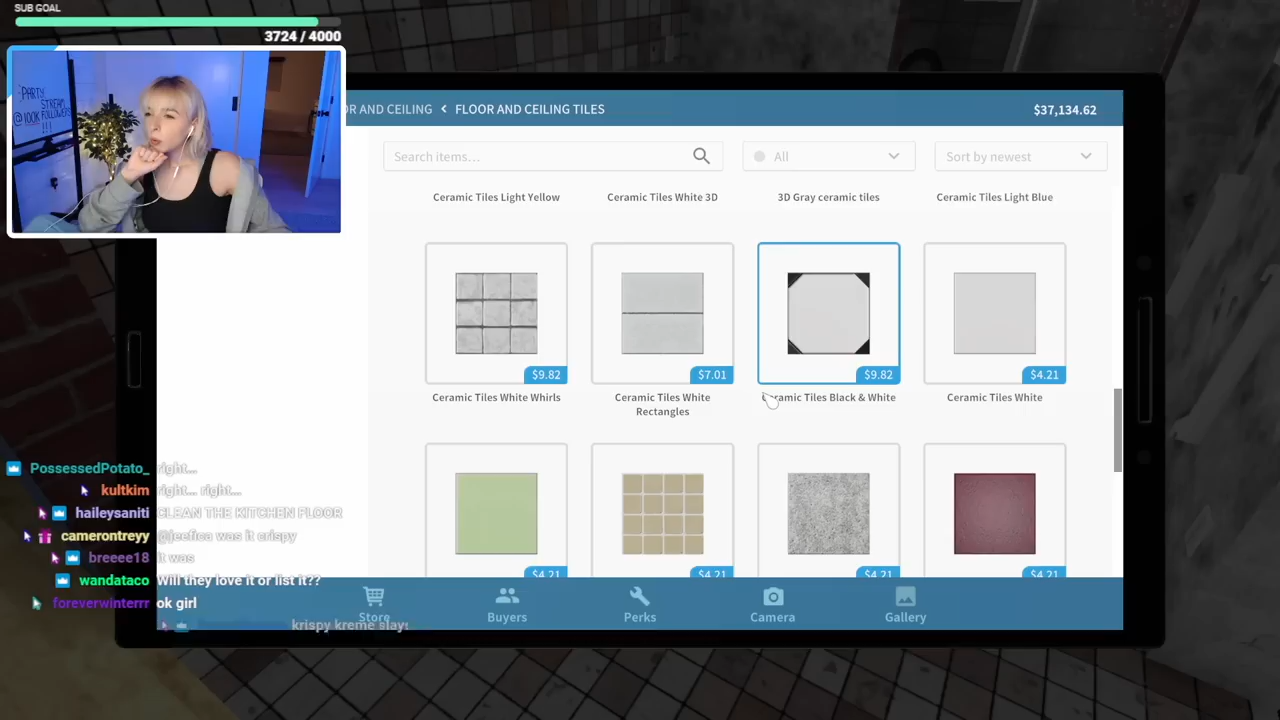 SUB GOAL
3724 / 4000
PARTY
STREAM
@ 100K FOLLOWERS
!!!
OR AND CEILING < FLOOR AND CEILING TILES
$37,134.62
Search items...
All
Sort by newest
Ceramic Tiles Light Yellow
Ceramic Tiles White 3D
3D Gray ceramic tiles
Ceramic Tiles Light Blue
$9.82
$7.01
$9.82
$4.21
Ceramic Tiles White Whirls
Ceramic Tiles White
Rectangles
Ceramic Tiles Black & White
Ceramic Tiles White
$4.21
$4.21
$4.21
$4.21
PossessedPotato_ right...
kultkim right... right...
haileysaniti CLEAN THE KITCHEN FLOOR
camerontreyy @jeefica was it crispy
breeee18 it was
wandataco Will they love it or list it??
foreverwinterrr ok girl
krispy kreme slay!
Store
Buyers
Perks
Camera
Gallery